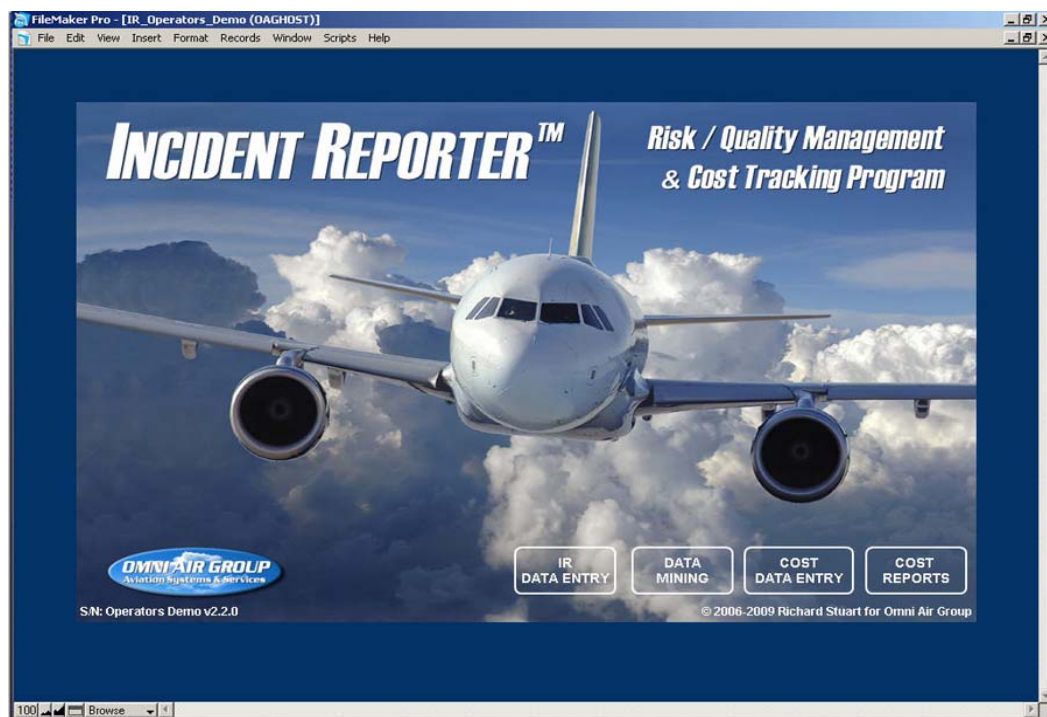 FileMaker Pro - [IR_Operators_Demo (OAGHOST)]
File Edit View Insert Format Records Window Scripts Help
INCIDENT REPORTER™
Risk / Quality Management
& Cost Tracking Program
OMNI AIR GROUP
Aviation Systems & Services
IR
DATA ENTRY
DATA
MINING
COST
DATA ENTRY
COST
REPORTS
S/N: Operators Demo v2.2.0
© 2006-2009 Richard Stuart for Omni Air Group
100
Browse